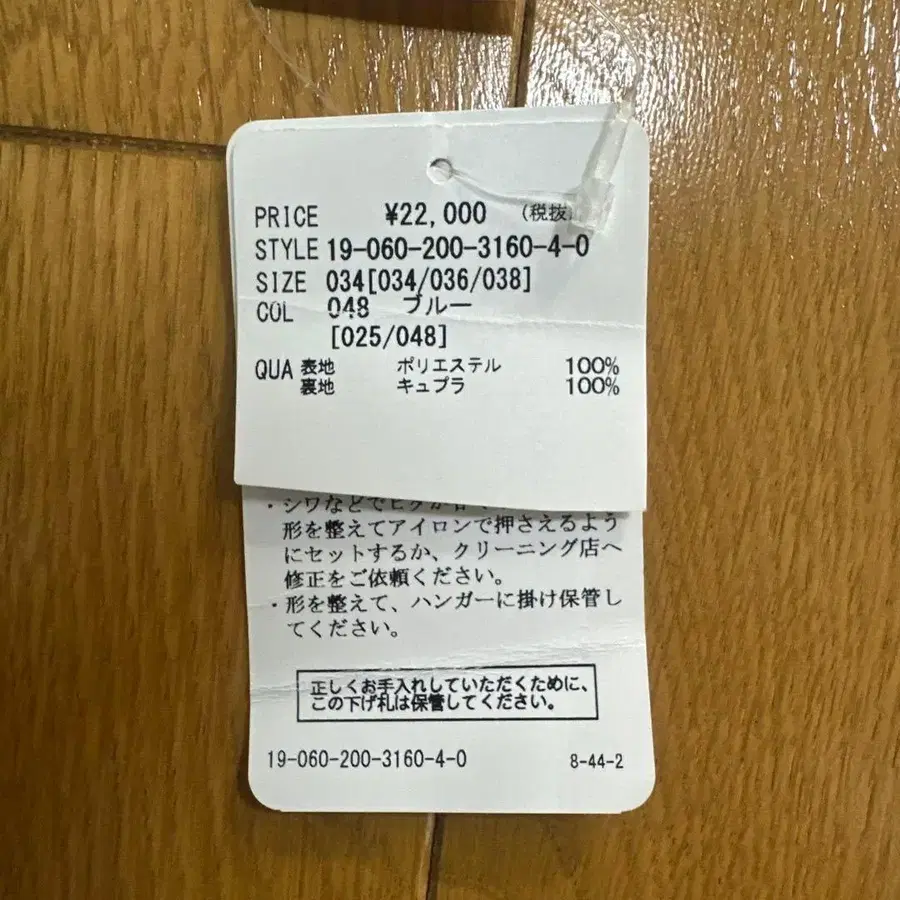 PRICE ¥22,000 (税抜
STYLE 19-060-200-3160-4-0
SIZE 034[034/036/038]
COL 048 ブルー
[025/048]
QUA 表地 ポリエステル 100%
裏地 キュプラ 100%
・シワなどで
形を整えてアイロンで押さえるよう
にセットするか、クリーニング店へ
修正をご依頼ください。
・形を整えて、ハンガーに掛け保管し
てください。
正しくお手入れしていただくために、
この下げ札は保管してください。
19-060-200-3160-4-0 8-44-2